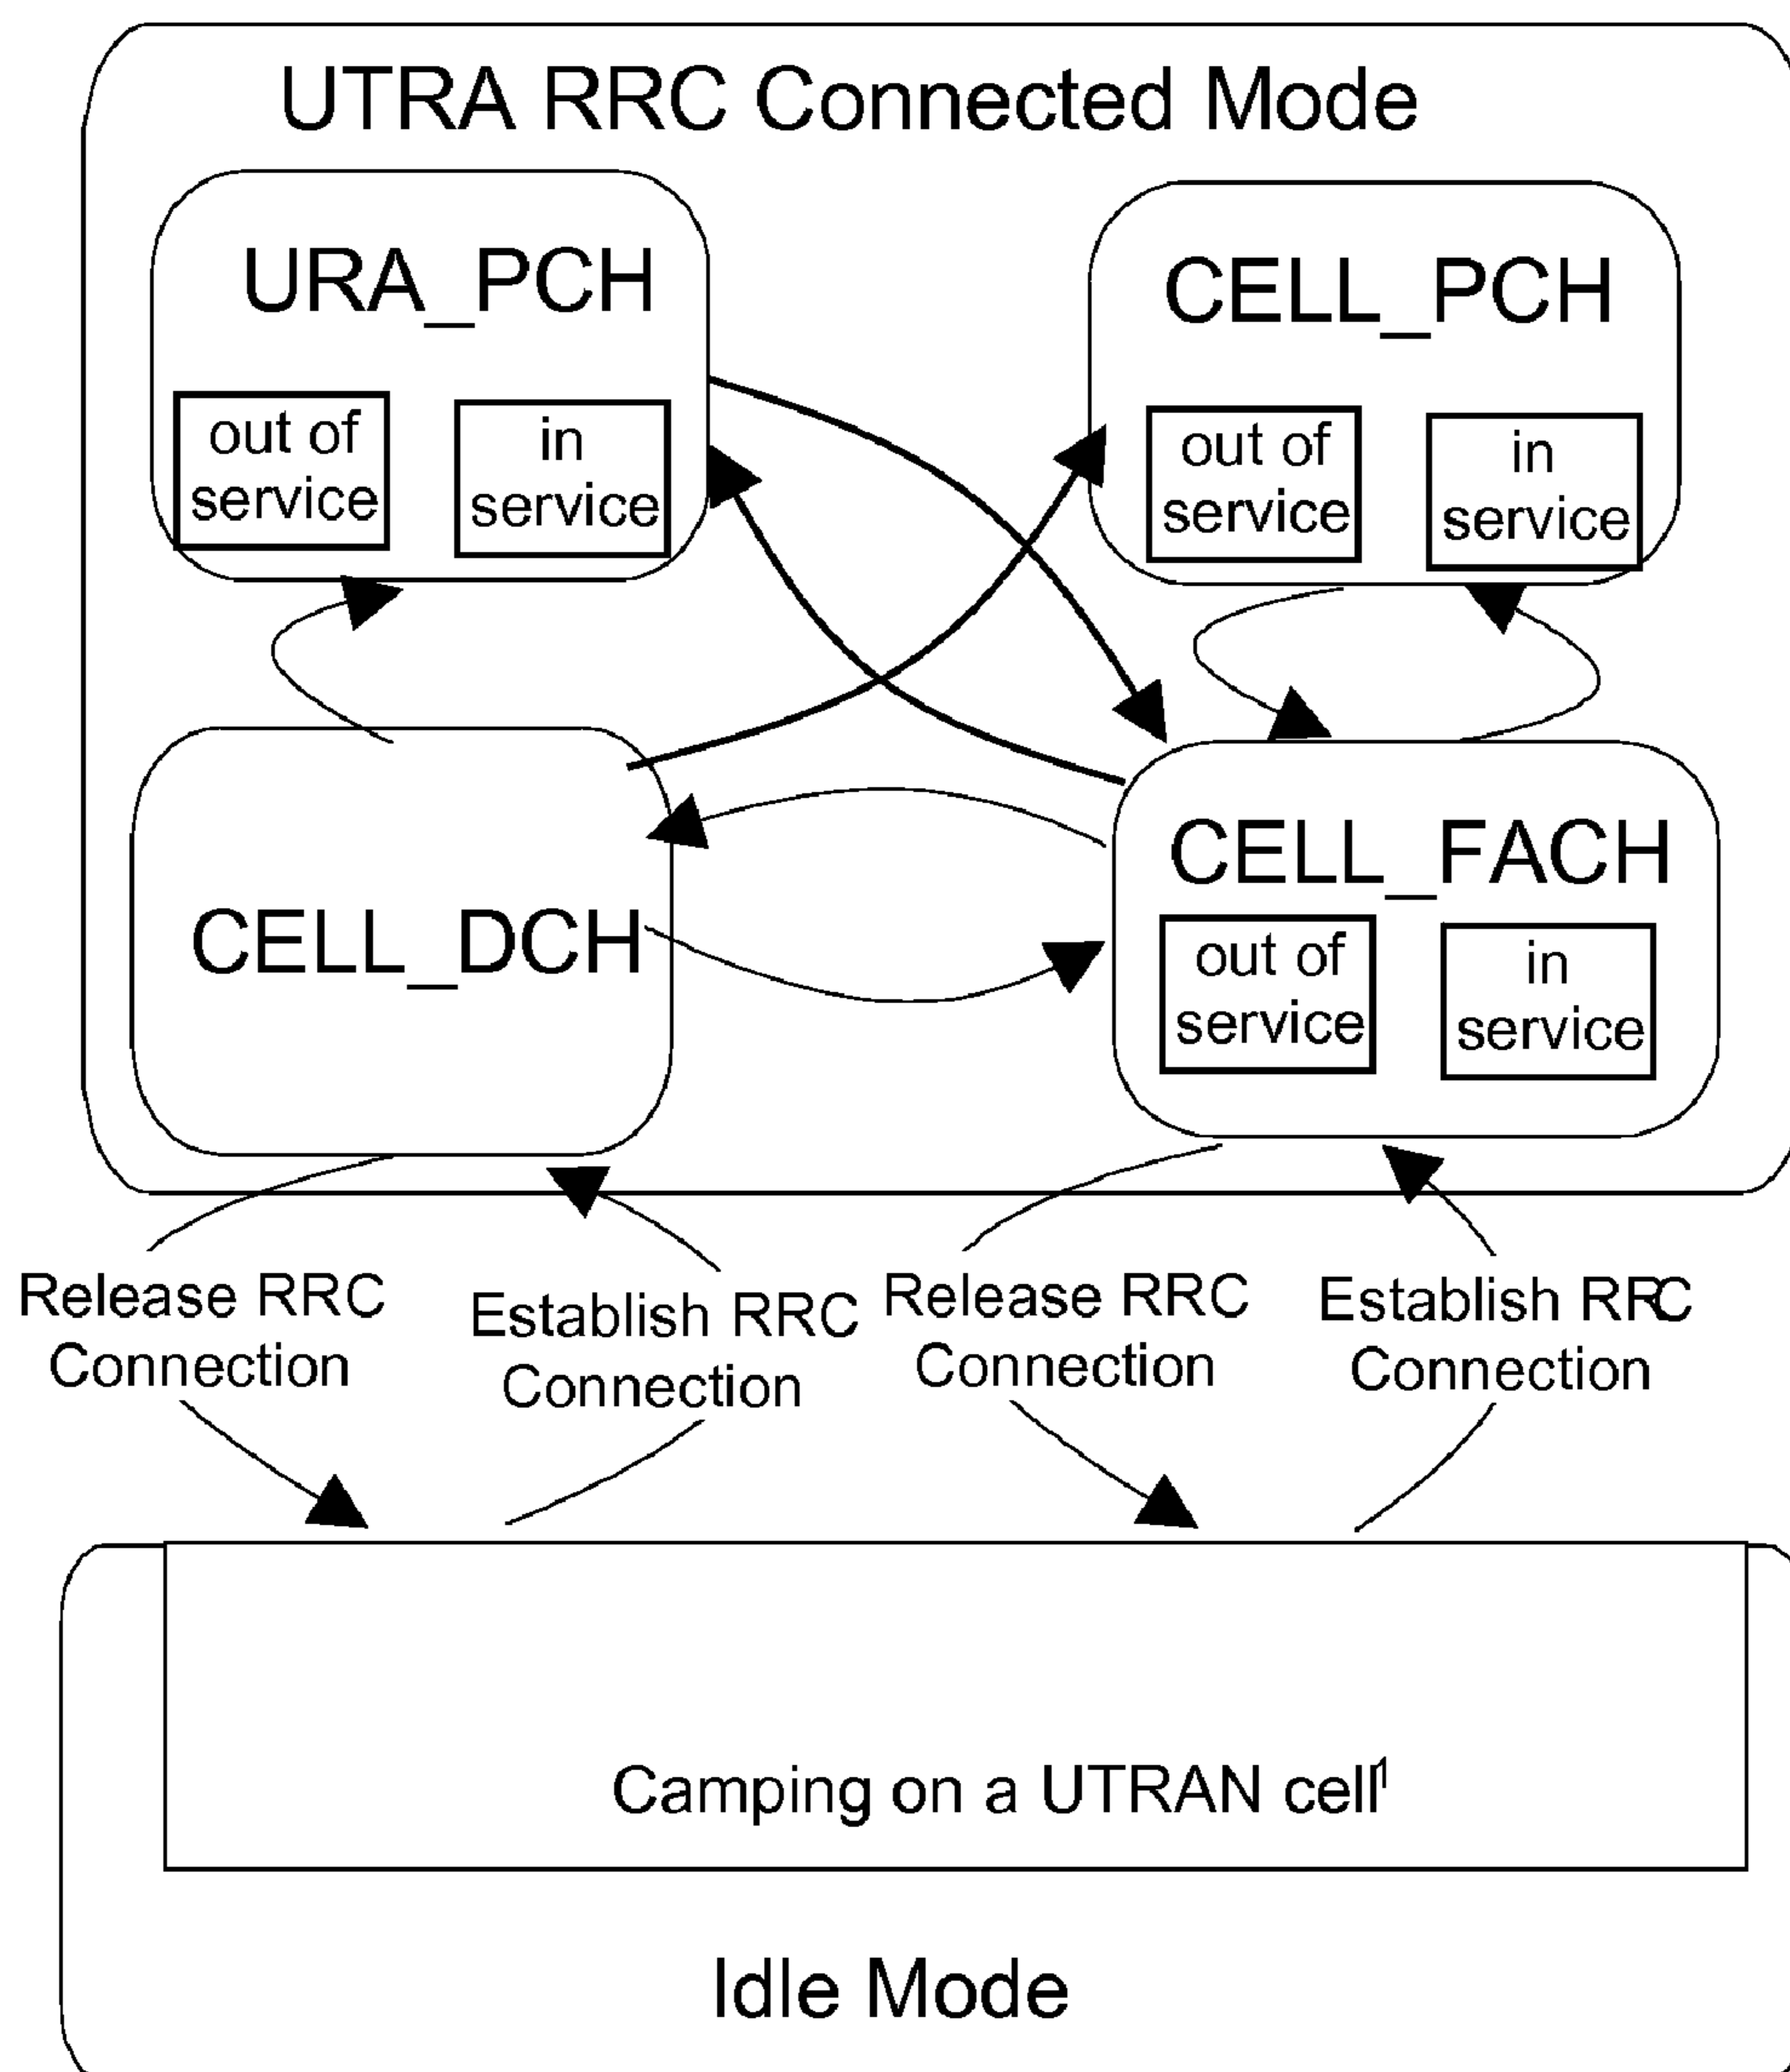 UTRA RRC Connected Mode
URA_PCH
out of
service
in
service
CELL_PCH
out of
service
in
service
CELL_DCH
CELL_FACH
out of
service
in
service
Release RRC
Connection
Establish RRC
Connection
Release RRC
Connection
Establish RRC
Connection
Camping on a UTRAN cell1
Idle Mode